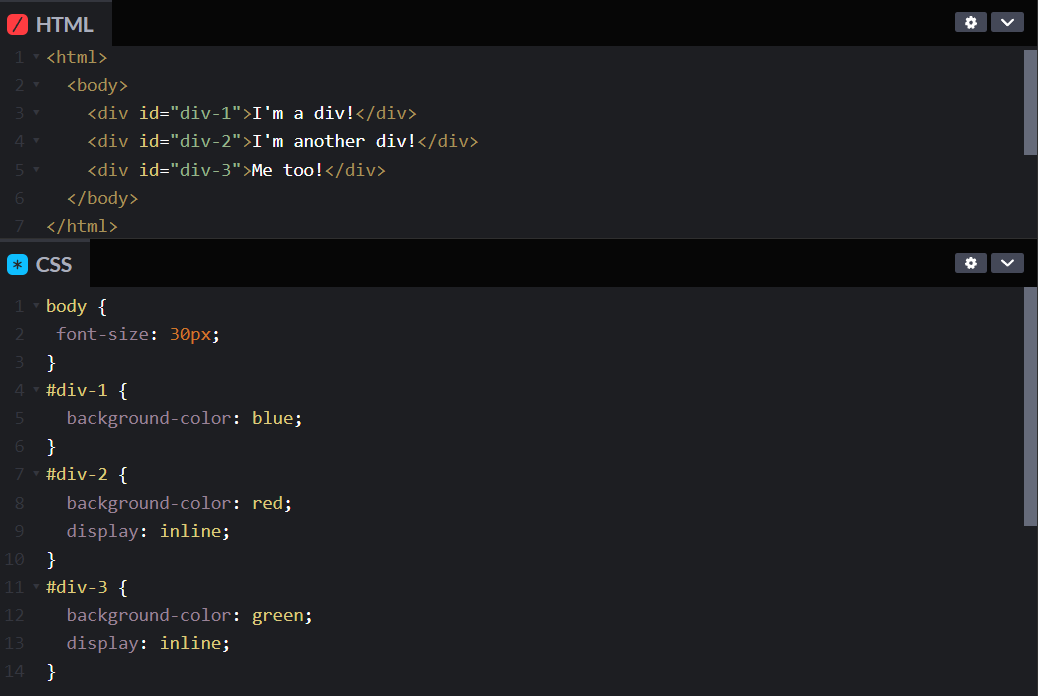 HTML
1 <html>
2 <body>
3 <div id="div-1">I'm a div!</div>
4 <div id="div-2">I'm another div!</div>
5 <div id="div-3">Me too!</div>
6 </body>
7 </html>
* CSS
1 body {
2 font-size: 30px;
3 }
4 #div-1 {
5 background-color: blue;
6 }
7 #div-2 {
8 background-color: red;
9 display: inline;
10 }
11 #div-3 {
12 background-color: green;
13 display: inline;
14 }